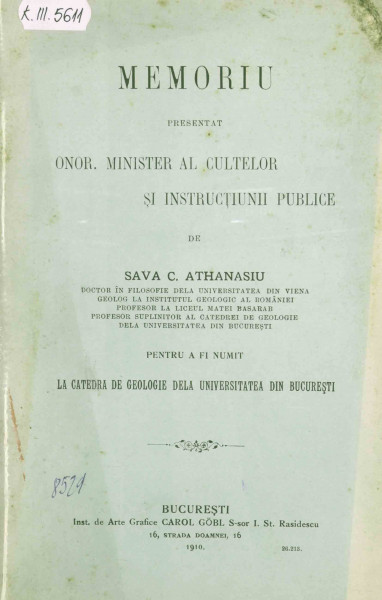 K. III. 5611
MEMORIU
PRESENTAT
ONOR. MINISTER AL CULTELOR
ŞI INSTRUCŢIUNII PUBLICE
DE
SAVA C. ATHANASIU
DOCTOR ÎN FILOSOFIE DELA UNIVERSITATEA DIN VIENA
GEOLOG LA INSTITUTUL GEOLOGIC AL ROMÂNIEI
PROFESOR LA LICEUL MATEI BASARAB
PROFESOR SUPLINITOR AL CATEDREI DE GEOLOGIE
DELA UNIVERSITATEA DIN BUCUREŞTI
PENTRU A FI NUMIT
LA CATEDRA DE GEOLOGIE DELA UNIVERSITATEA DIN BUCUREŞTI
8521
BUCUREŞTI
Inst. de Arte Grafice CAROL GÖBL S-sor I. St. Rasidescu
16, STRADA DOAMNEI, 16
1910.
26.213.